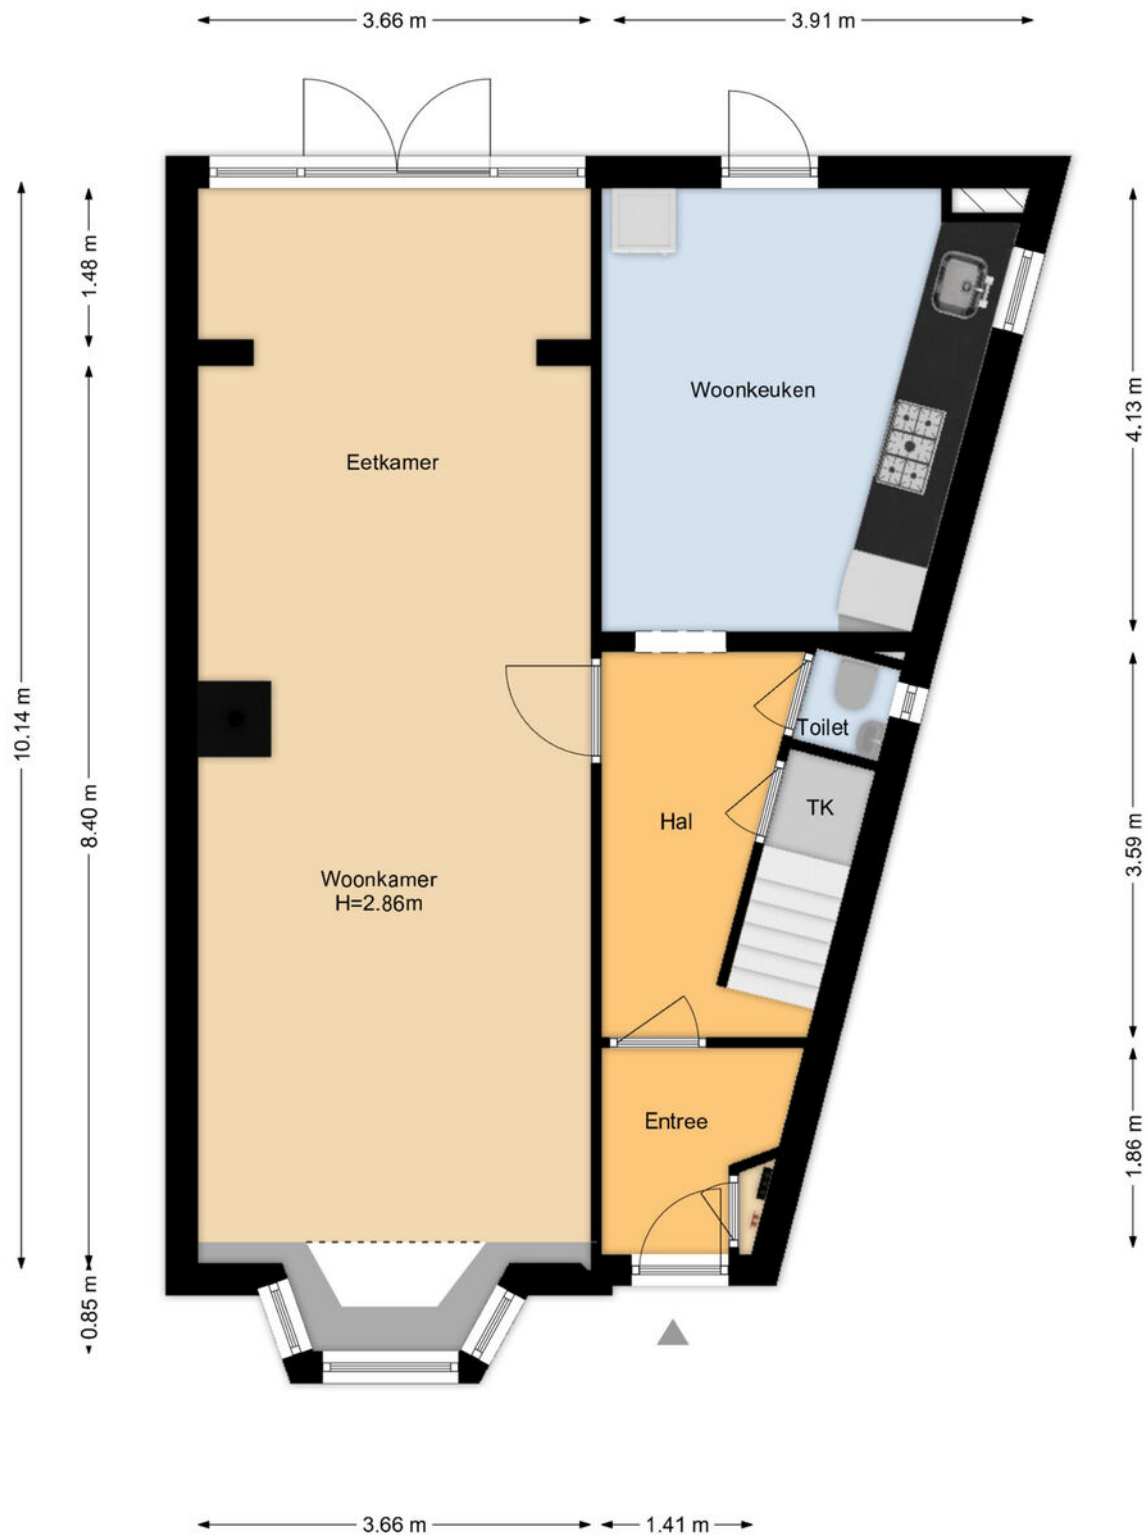 3.66 m
3.91 m
1.48 m
4.13 m
Woonkeuken
Eetkamer
10.14 m
8.40 m
Toilet
TK
Hal
3.59 m
Woonkamer
H=2.86m
Entree
1.86 m
0.85 m
3.66 m
1.41 m